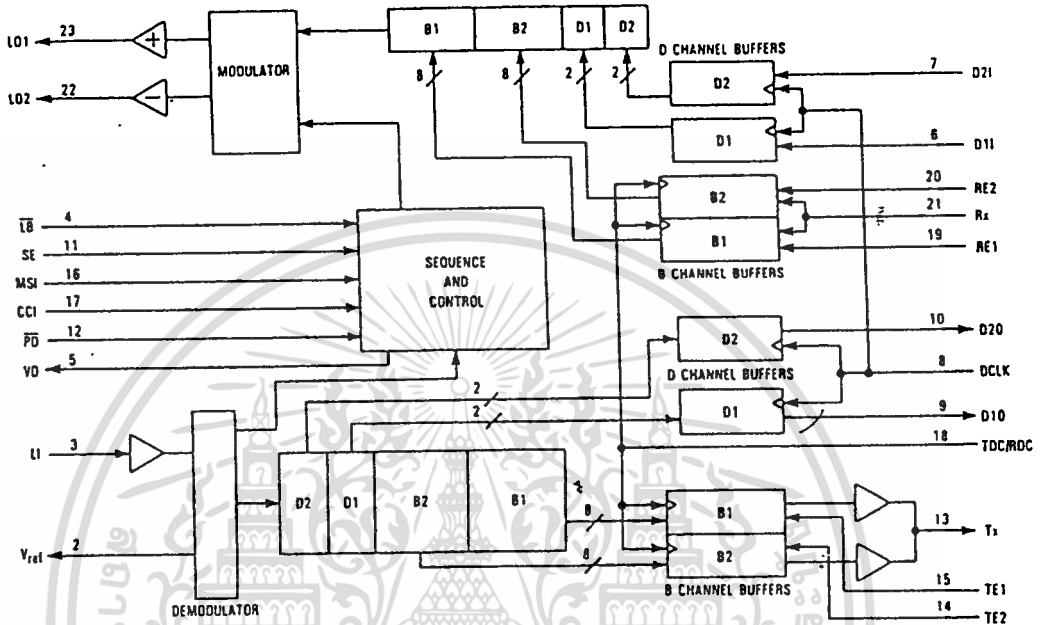 B1 B2 D1 D2
D CHANNEL BUFFERS
LO1 23
+
MODULATOR
8 8 2 2
D2
7 D2I
LO2 22
−
D1
6 D1I
B2
20 RE2
21 Rx
B1
19 RE1
B CHANNEL BUFFERS
LB 4
SE 11
MSI 16
CCI 17
PD 12
VD 5
SEQUENCE
AND
CONTROL
D2
10 D2O
D CHANNEL BUFFERS
8 DCLK
D1
9 D1O
2
2
18 TDC/RDC
LI 3
D2 D1 B2 B1
8
8
B1
B2
13 Tx
15 TE1
14 TE2
B CHANNEL BUFFERS
Vref 2
DEMODULATOR